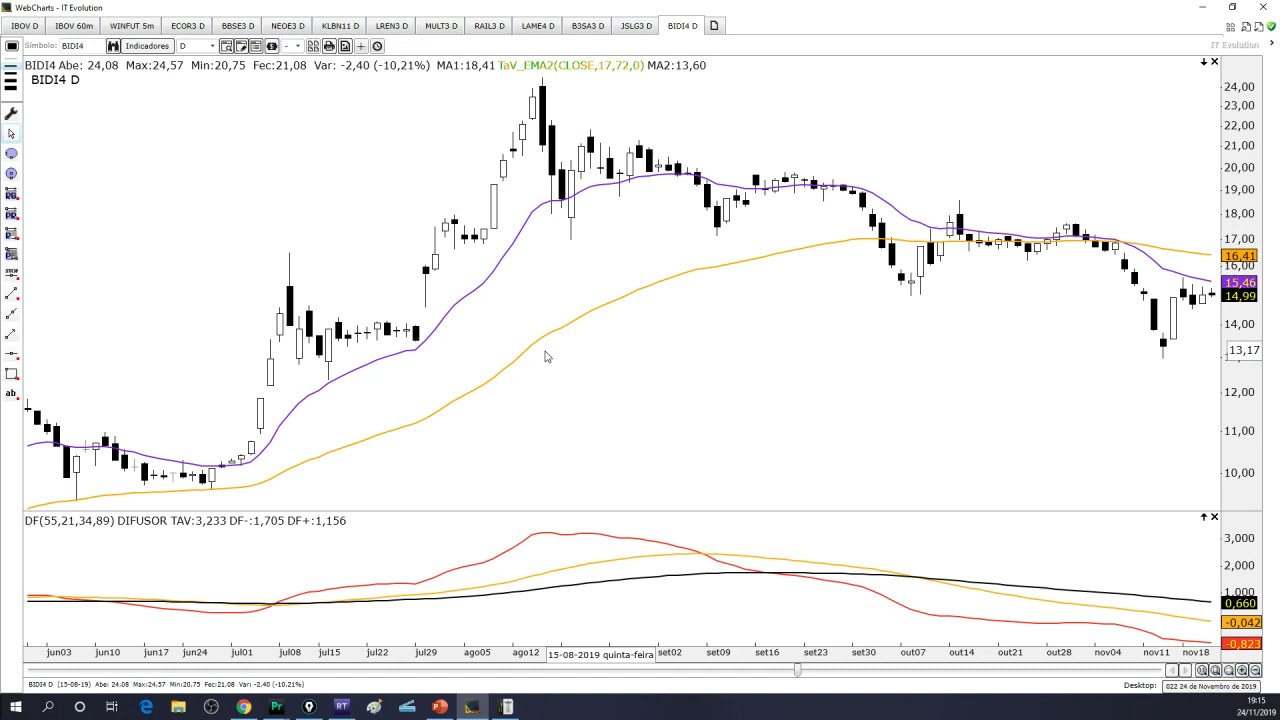 WebCharts - IT Evolution
IBOV D IBOV 60m WINFUT 5m ECOR3 D BBSE3 D NEOE3 D KLBN11 D LREN3 D MULT3 D RAIL3 D LAME4 D B3SA3 D JSLG3 D BIDI4 D
Símbolo: BIDI4 Indicadores D - IT Evolution
BIDI4 Abe: 24,08 Max:24,57 Min:20,75 Fec:21,08 Var: -2,40 (-10,21%) MA1:18,41 TaV_EMA2(CLOSE,17,72,0) MA2:13,60
BIDI4 D
24,00
23,00
22,00
21,00
20,00
19,00
18,00
17,00
16,41
16,00
15,46
14,99
14,00
13,17
12,00
11,00
10,00
DF(55,21,34,89) DIFUSOR TAV:3,233 DF-:1,705 DF+:1,156
3,000
2,000
1,000
0,660
-0,042
-0,823
jun03 jun10 jun17 jun24 jul01 jul08 jul15 jul22 jul29 ago05 ago12 15-08-2019 quinta-feira set02 set09 set16 set23 set30 out07 out14 out21 out28 nov04 nov11 nov18
BIDI4 D (15-08-19) Abe: 24,08 Max:24,57 Min:20,75 Fec:21,08 Var: -2,40 (-10,21%) Desktop: 022 24 de Novembro de 2019
ab
19:15
24/11/2019